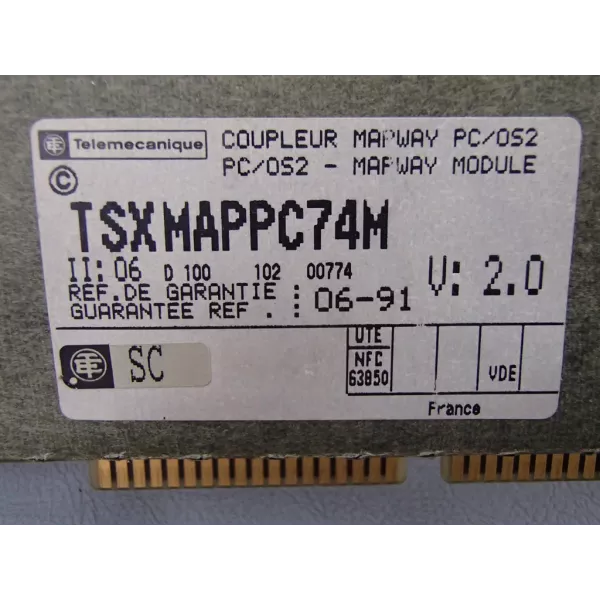 Telemecanique COUPLEUR MAPWAY PC/OS2
PC/OS2 - MAPWAY MODULE
©
TSXMAPPC74M
II: 06 D 100 102 00774
REF. DE GARANTIE :
GUARANTEE REF . : 06-91
V: 2.0
SC
UTE
NFC
63850
VDE
France